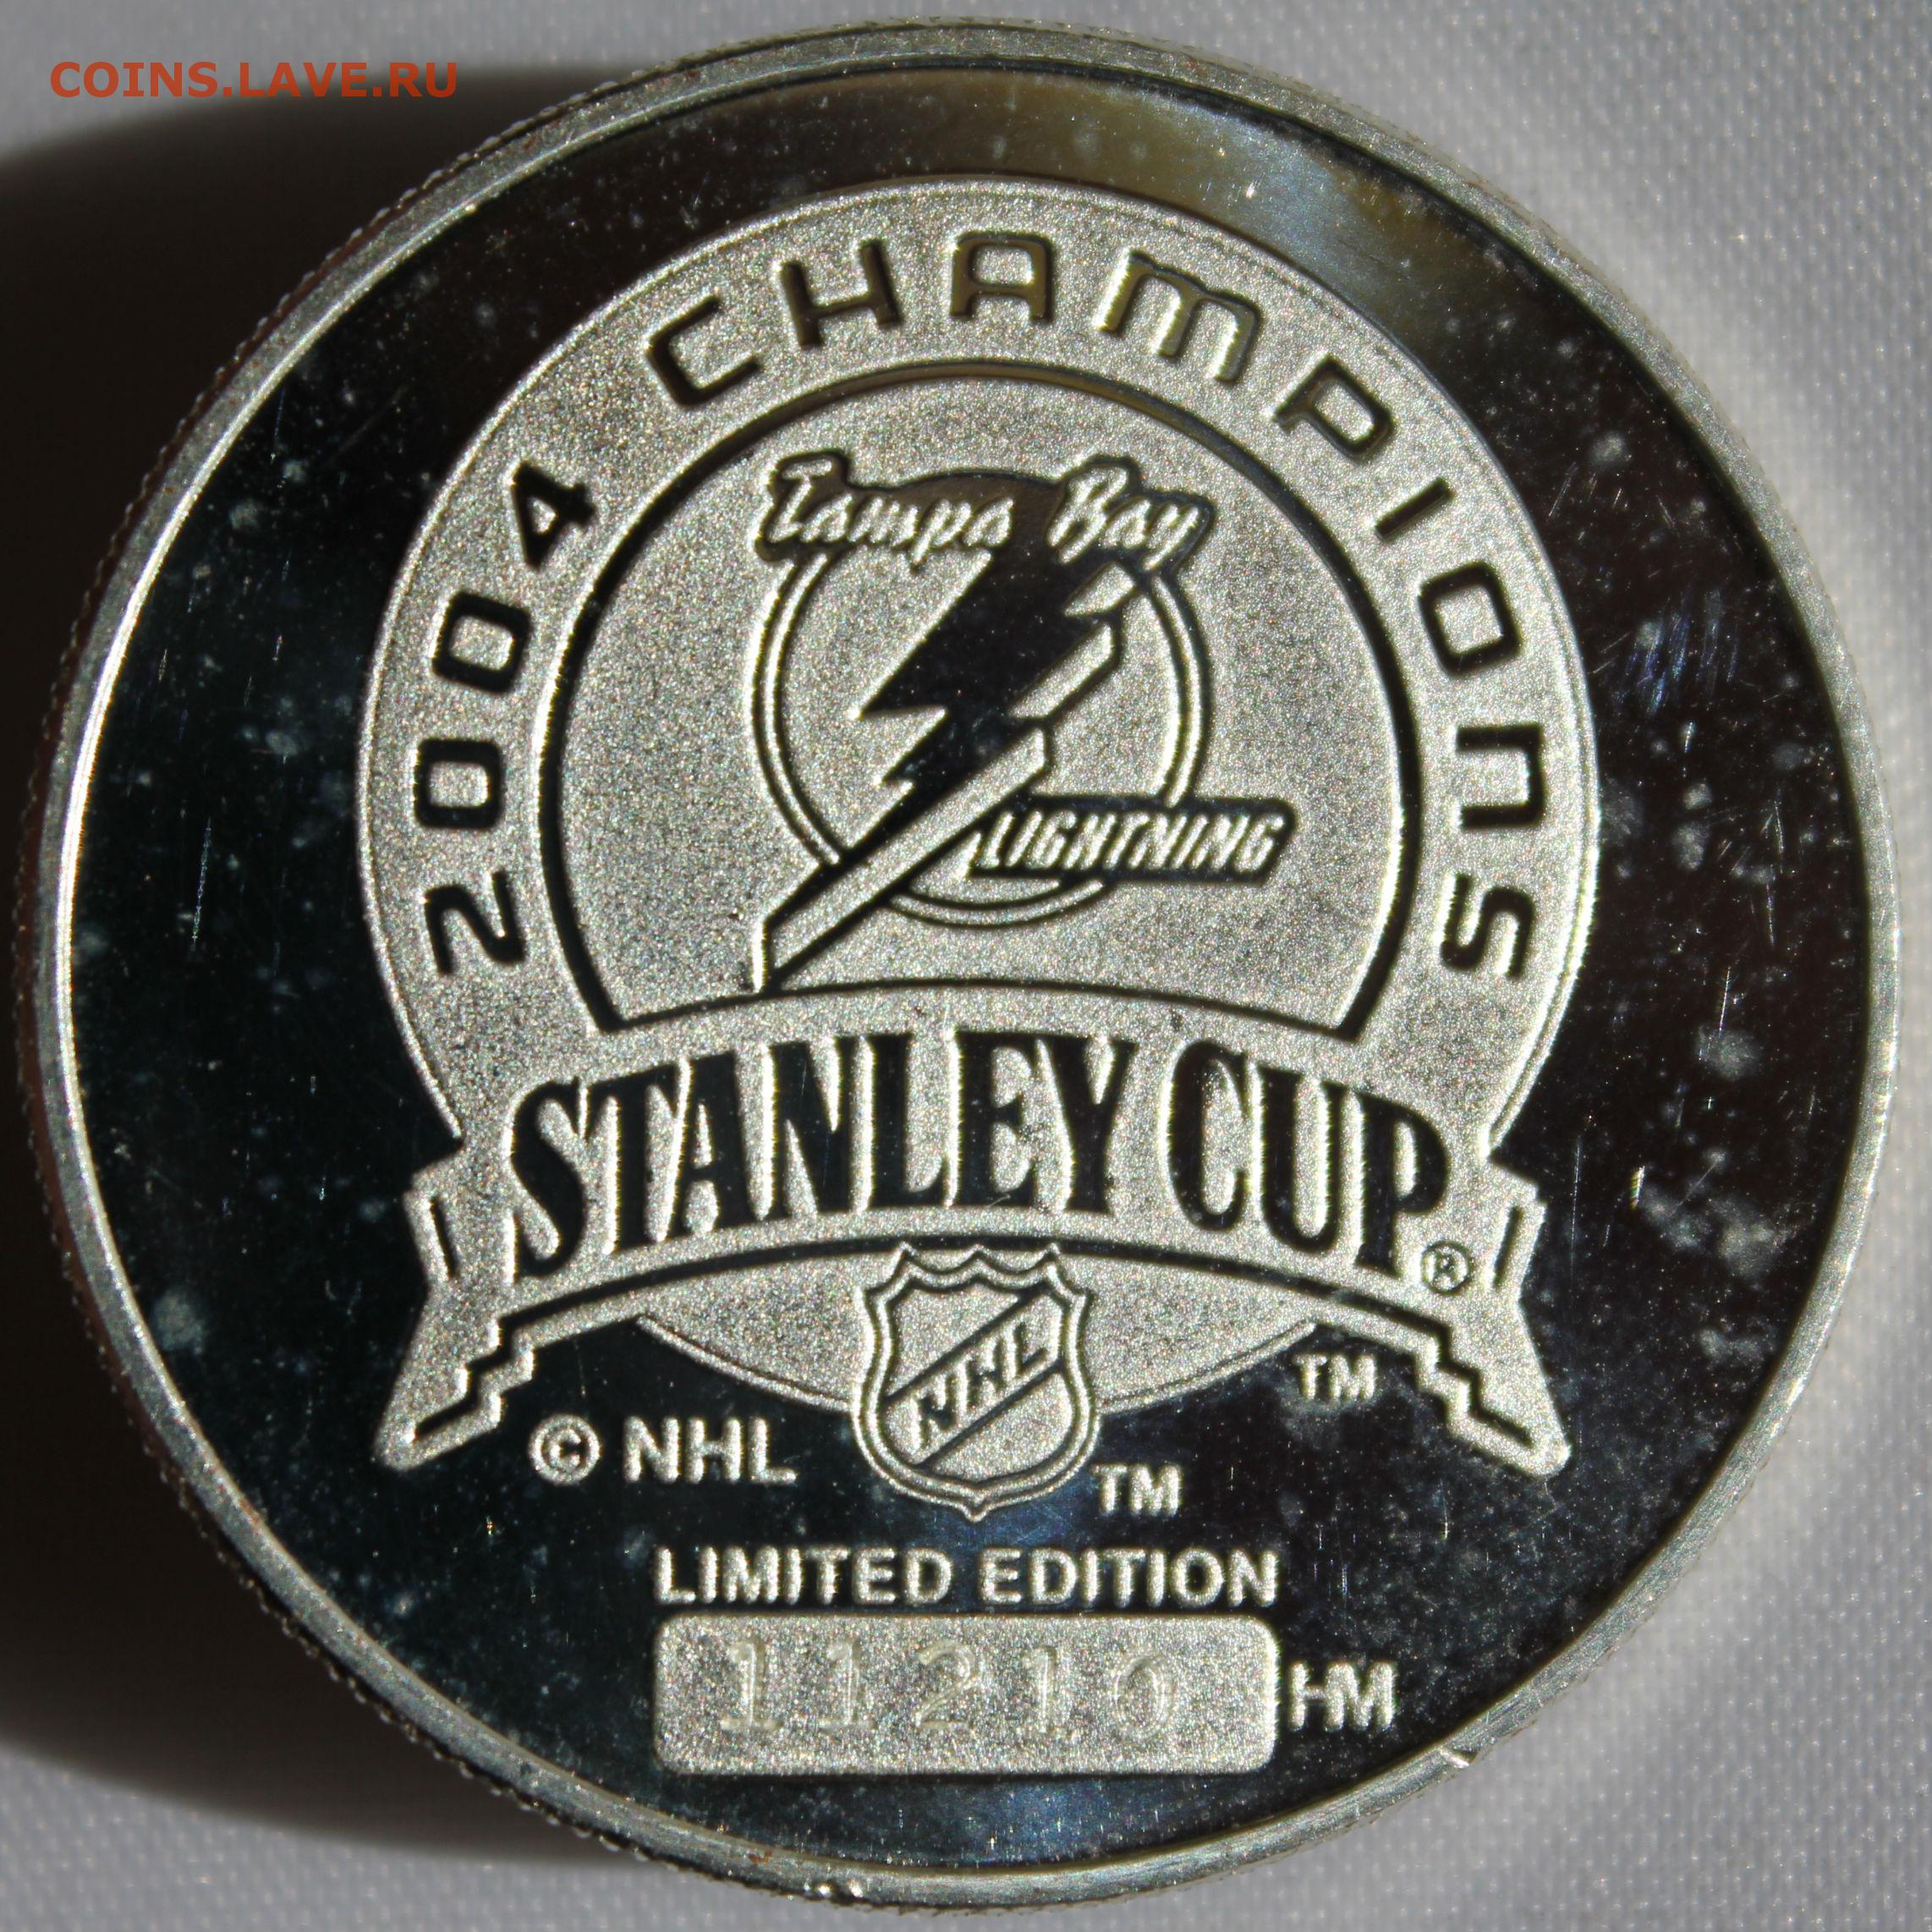 COINS.LAVE.RU
2004 CHAMPIONS
Tampa Bay
LIGHTNING
STANLEY CUP ®
NHL
TM
© NHL
TM
LIMITED EDITION
11210 HM